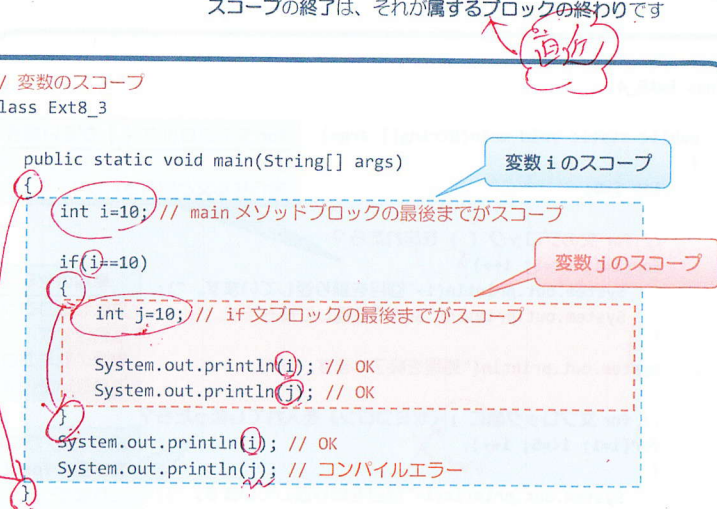 スコープの終了は、それが属するブロックの終わりです
直近
/ 変数のスコープ
lass Ext8_3
public static void main(String[] args)
変数 i のスコープ
{
int i=10; // main メソッドブロックの最後までがスコープ
if(i==10)
変数 j のスコープ
{
int j=10; // if 文ブロックの最後までがスコープ
System.out.println(i); // OK
System.out.println(j); // OK
}
System.out.println(i); // OK
System.out.println(j); // コンパイルエラー
}